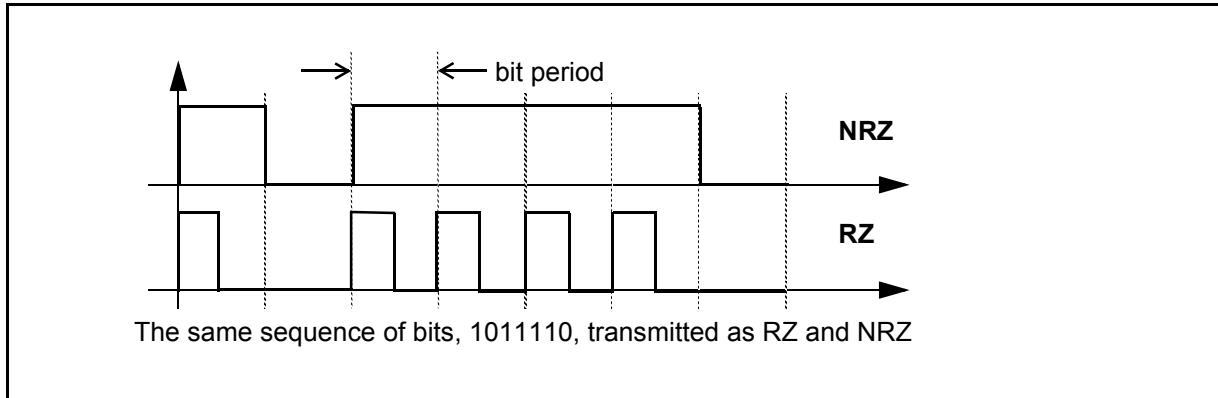 bit period
NRZ
RZ
The same sequence of bits, 1011110, transmitted as RZ and NRZ